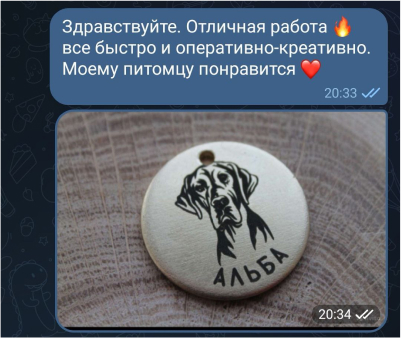 Здравствуйте. Отличная работа 🔥
все быстро и оперативно-креативно.
Моему питомцу понравится ❤️
20:33
АЛЬБА
20:34